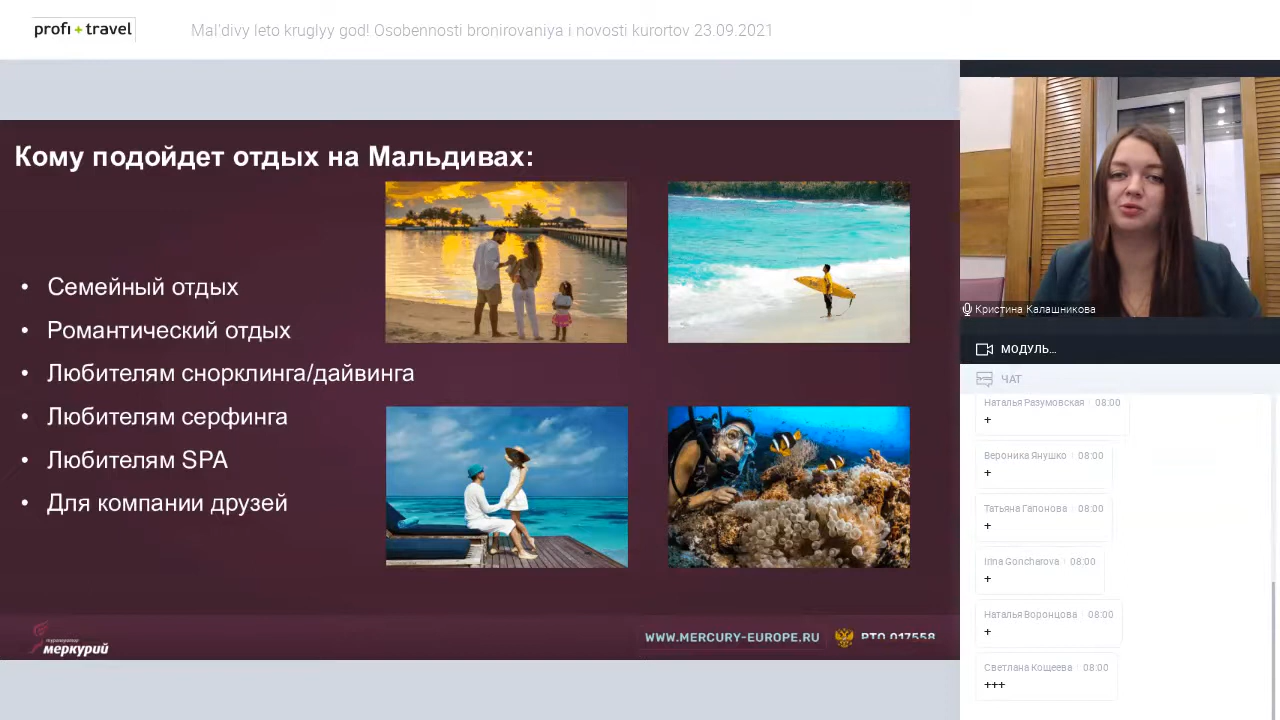 profi + travel
Mal'divy leto kruglyy god! Osobennosti bronirovaniya i novosti kurortov 23.09.2021
Кому подойдет отдых на Мальдивах:
• Семейный отдых
• Романтический отдых
• Любителям снорклинга/дайвинга
• Любителям серфинга
• Любителям SPA
• Для компании друзей
туроператор
меркурий
WWW.MERCURY-EUROPE.RU
РТО 017558
Кристина Калашникова
МОДУЛЬ...
ЧАТ
Наталья Разумовская 08:00
+
Вероника Янушко 08:00
+
Татьяна Гапонова 08:00
+
Irina Goncharova 08:00
+
Наталья Воронцова 08:00
+
Светлана Кощеева 08:00
+++